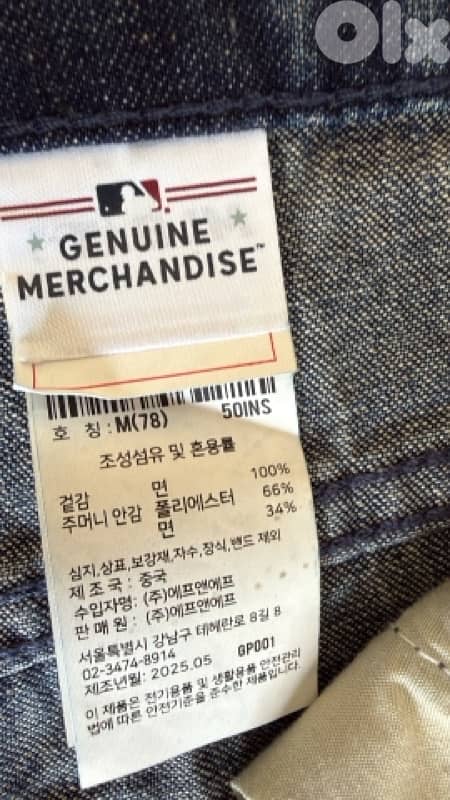 Olx
GENUINE
MERCHANDISE™
호 칭 : M(78) 50INS
조성섬유 및 혼용률
겉감 면 100%
주머니 안감 폴리에스터 66%
면 34%
심지,상표,보강재,자수,장식,밴드 제외
제 조 국 : 중국
수입자명: (주)에프앤에프
판 매 원 : (주)에프앤에프
서울특별시 강남구 테헤란로 8길 8
02-3474-8914 GP001
제조년월: 2025.05
이 제품은 전기용품 및 생활용품 안전관리
법에 따른 안전기준을 준수한 제품입니다.